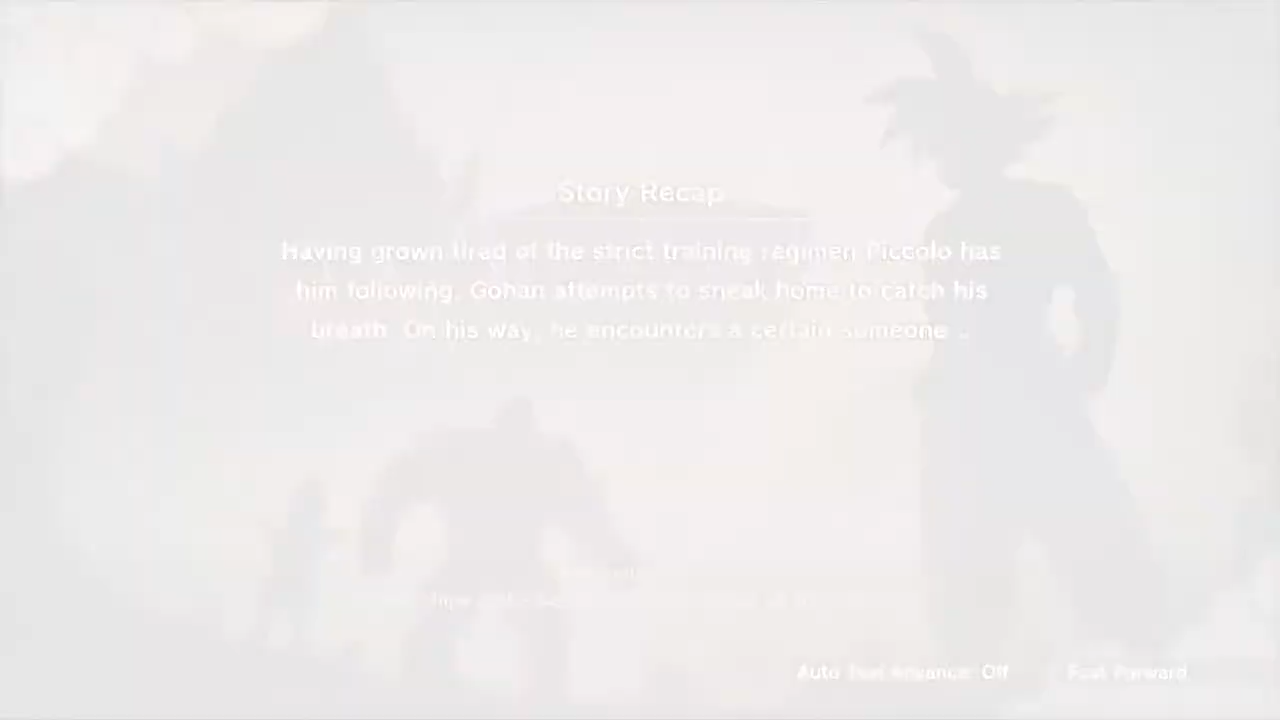 Story Recap
Having grown tired of the strict training regimen Piccolo has
him following, Gohan attempts to sneak home to catch his
breath. On his way, he encounters a certain someone...
Auto Text Advance: Off Fast Forward